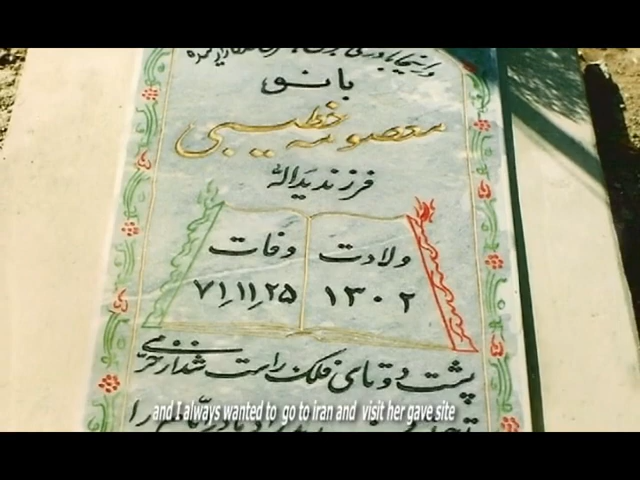 بانو
معصومه خطیبی
فرزند یداله
ولادت وفات
۱۳۰۲ ۷۱٫۱۱٫۲۵
پشت دوتای فلک راست شد از خرمی
and I always wanted to go to iran and visit her gave site